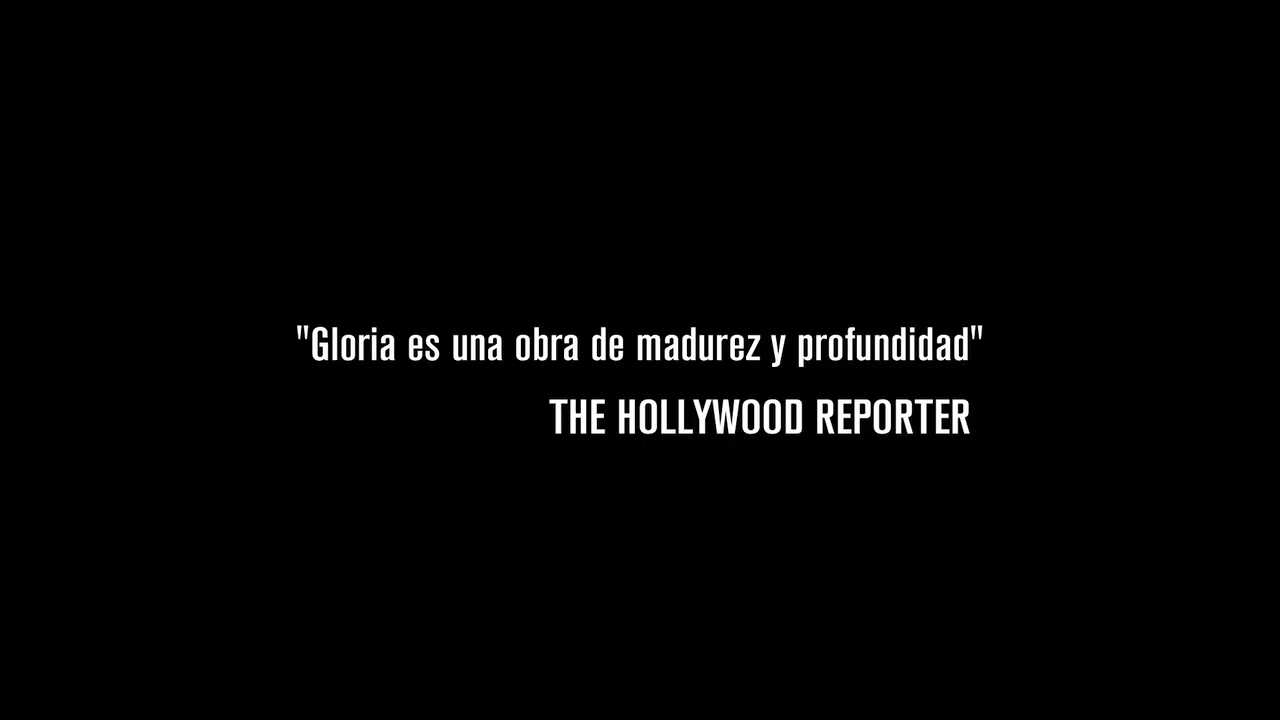 "Gloria es una obra de madurez y profundidad"
THE HOLLYWOOD REPORTER